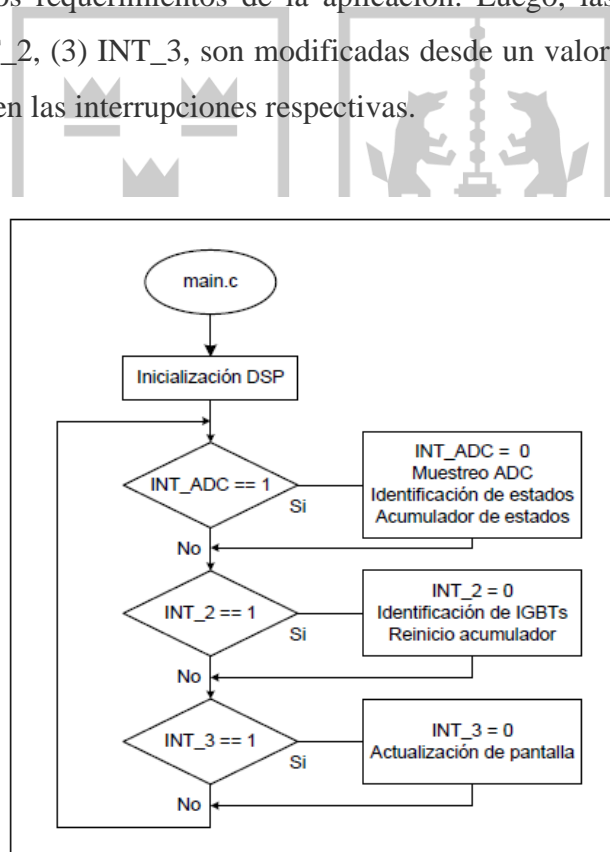 os requerimientos de la aplicación. Luego, las
_2, (3) INT_3, son modificadas desde un valor
en las interrupciones respectivas.
main.c
Inicialización DSP
INT_ADC == 1
Si
No
INT_ADC = 0
Muestreo ADC
Identificación de estados
Acumulador de estados
INT_2 == 1
Si
No
INT_2 = 0
Identificación de IGBTs
Reinicio acumulador
INT_3 == 1
Si
No
INT_3 = 0
Actualización de pantalla